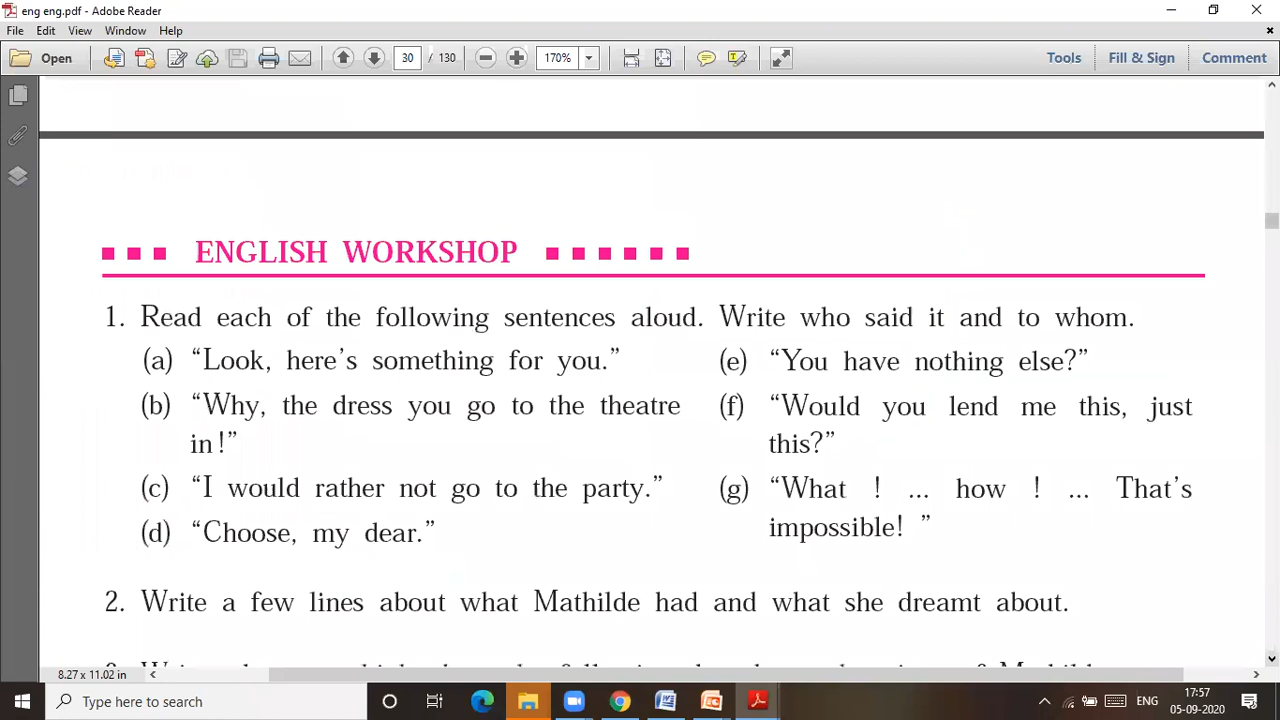 eng eng.pdf - Adobe Reader
File Edit View Window Help
Open 30 / 130 170% Tools Fill & Sign Comment
ENGLISH WORKSHOP
1. Read each of the following sentences aloud. Write who said it and to whom.
(a) “Look, here’s something for you.”
(b) “Why, the dress you go to the theatre
in!”
(c) “I would rather not go to the party.”
(d) “Choose, my dear.”
(e) “You have nothing else?”
(f) “Would you lend me this, just
this?”
(g) “What ! ... how ! ... That’s
impossible! ”
2. Write a few lines about what Mathilde had and what she dreamt about.
8.27 x 11.02 in
Type here to search
ENG
17:57
05-09-2020